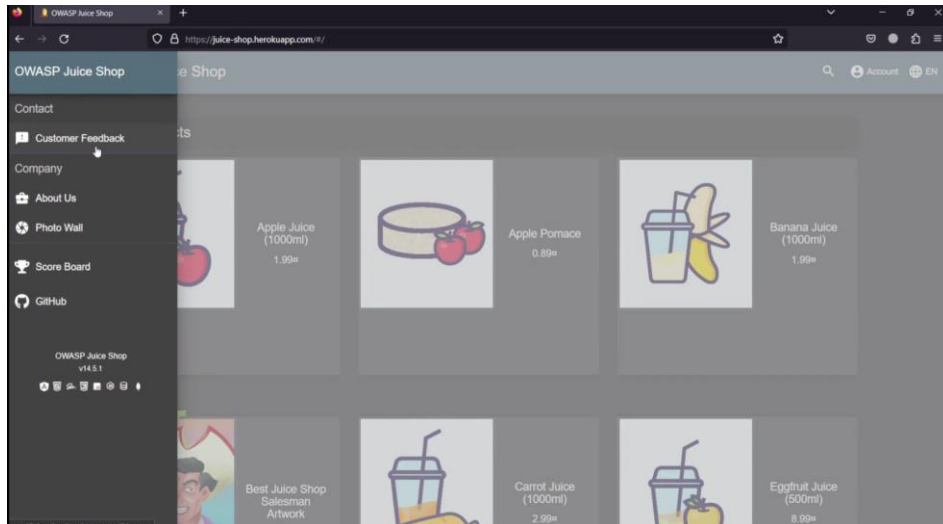 OWASP Juice Shop
https://juice-shop.herokuapp.com/#/
OWASP Juice Shop
e Shop
Account
EN
Contact
Customer Feedback
Company
About Us
Photo Wall
Score Board
GitHub
OWASP Juice Shop
v14.5.1
cts
Apple Juice
(1000ml)
1.99¤
Apple Pomace
0.89¤
Banana Juice
(1000ml)
1.99¤
Best Juice Shop
Salesman
Artwork
Carrot Juice
(1000ml)
2.99¤
Eggfruit Juice
(500ml)
8.99¤